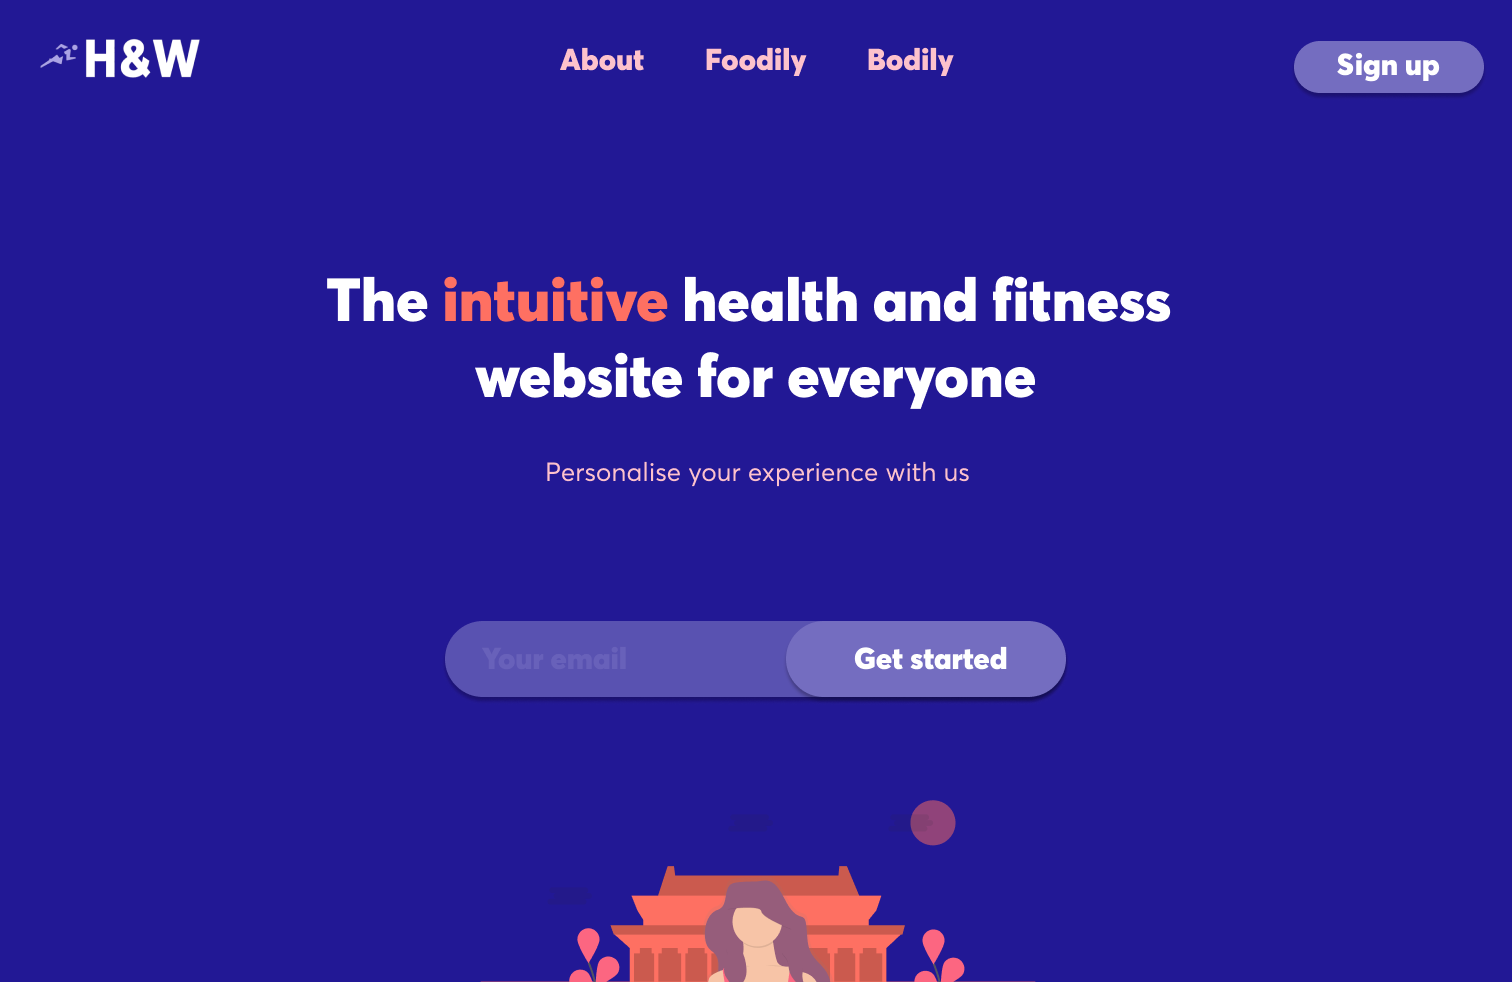 H&W
About
Foodily
Bodily
Sign up
The intuitive health and fitness
website for everyone
Personalise your experience with us
Your email
Get started